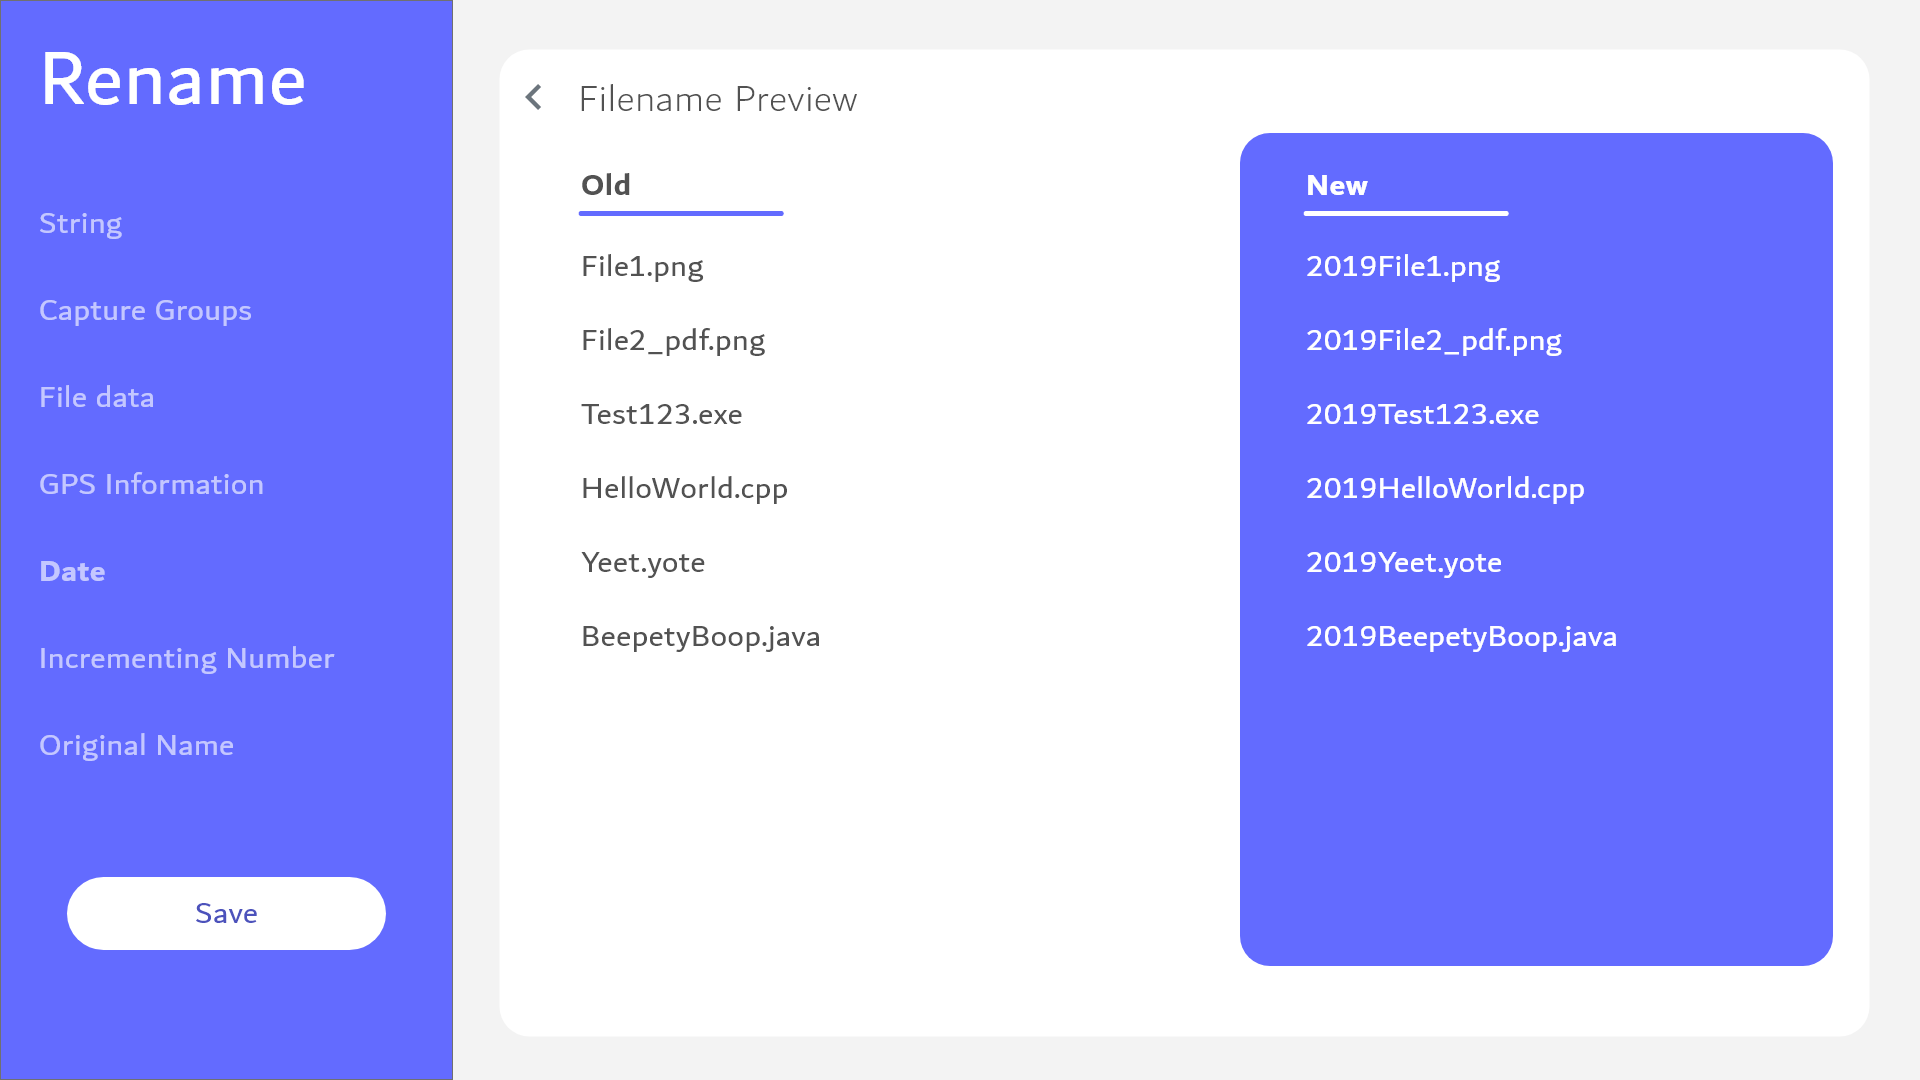 Rename
String
Capture Groups
File data
GPS Information
Date
Incrementing Number
Original Name
Save
Filename Preview
Old
File1.png
File2_pdf.png
Test123.exe
HelloWorld.cpp
Yeet.yote
BeepetyBoop.java
New
2019File1.png
2019File2_pdf.png
2019Test123.exe
2019HelloWorld.cpp
2019Yeet.yote
2019BeepetyBoop.java